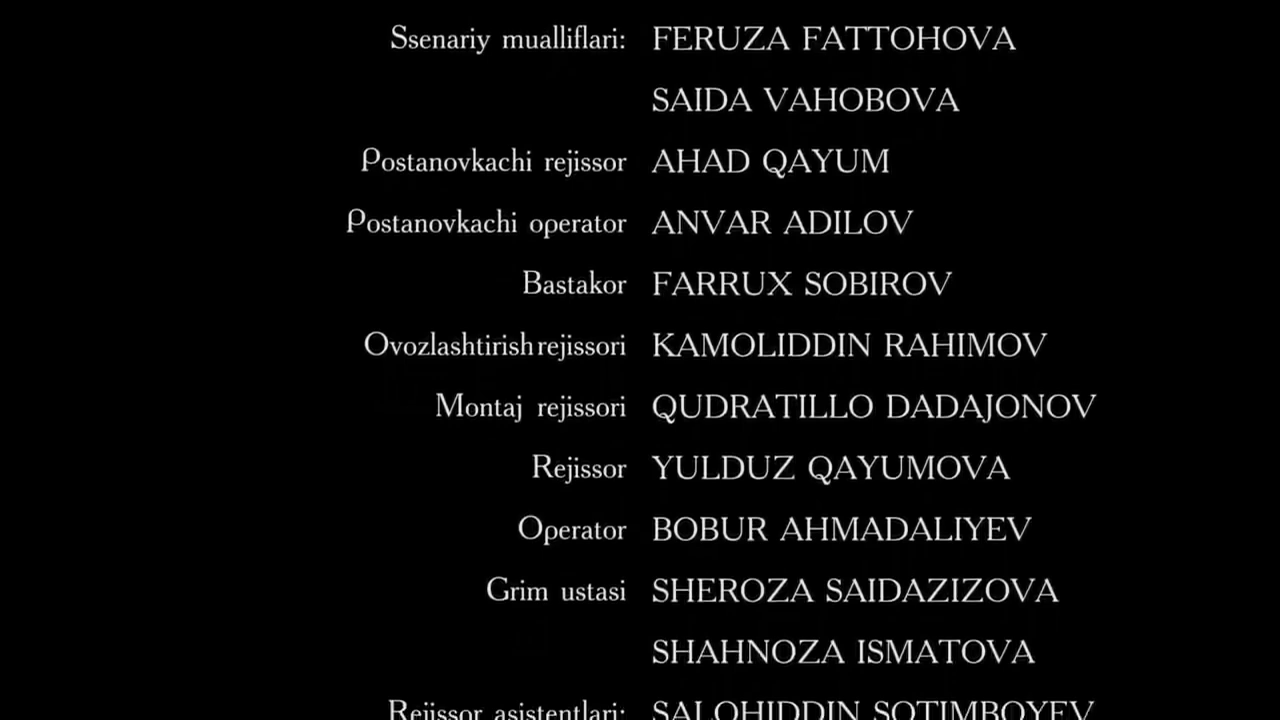 Ssenariy mualliflari: FERUZA FATTOHOVA
SAIDA VAHOBOVA
Postanovkachi rejissor AHAD QAYUM
Postanovkachi operator ANVAR ADILOV
Bastakor FARRUX SOBIROV
Ovozlashtirish rejissori KAMOLIDDIN RAHIMOV
Montaj rejissori QUDRATILLO DADAJONOV
Rejissor YULDUZ QAYUMOVA
Operator BOBUR AHMADALIYEV
Grim ustasi SHEROZA SAIDAZIZOVA
SHAHNOZA ISMATOVA
Rejissor asistentlari: SALOHIDDIN SOTIMBOYEV